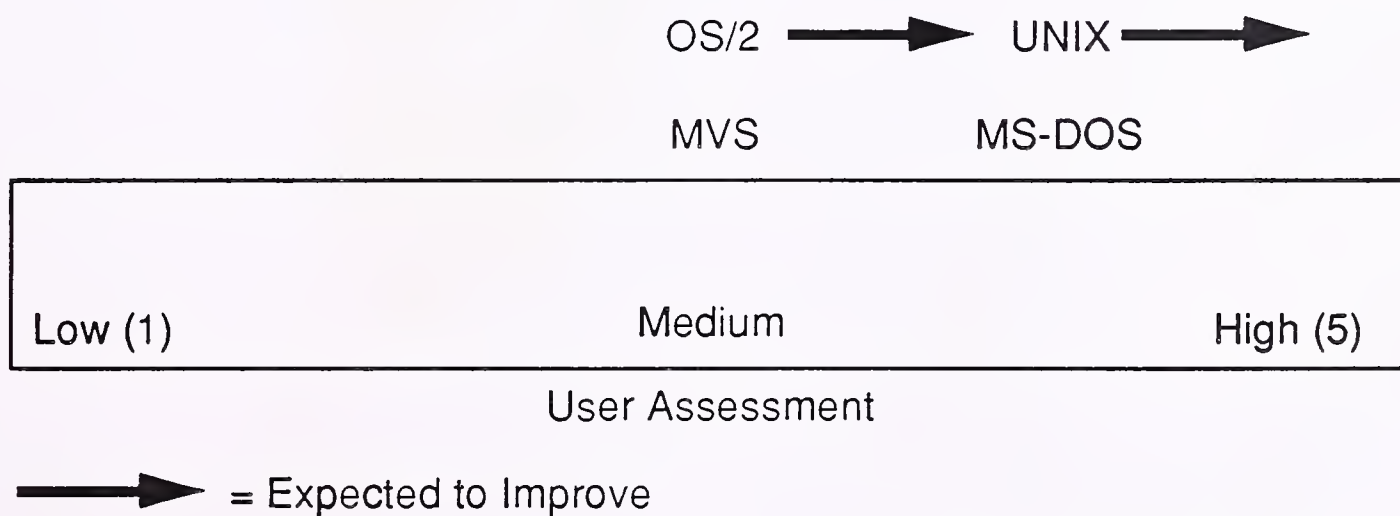 OS/2 UNIX
MVS MS-DOS
Low (1) Medium High (5)
User Assessment
= Expected to Improve